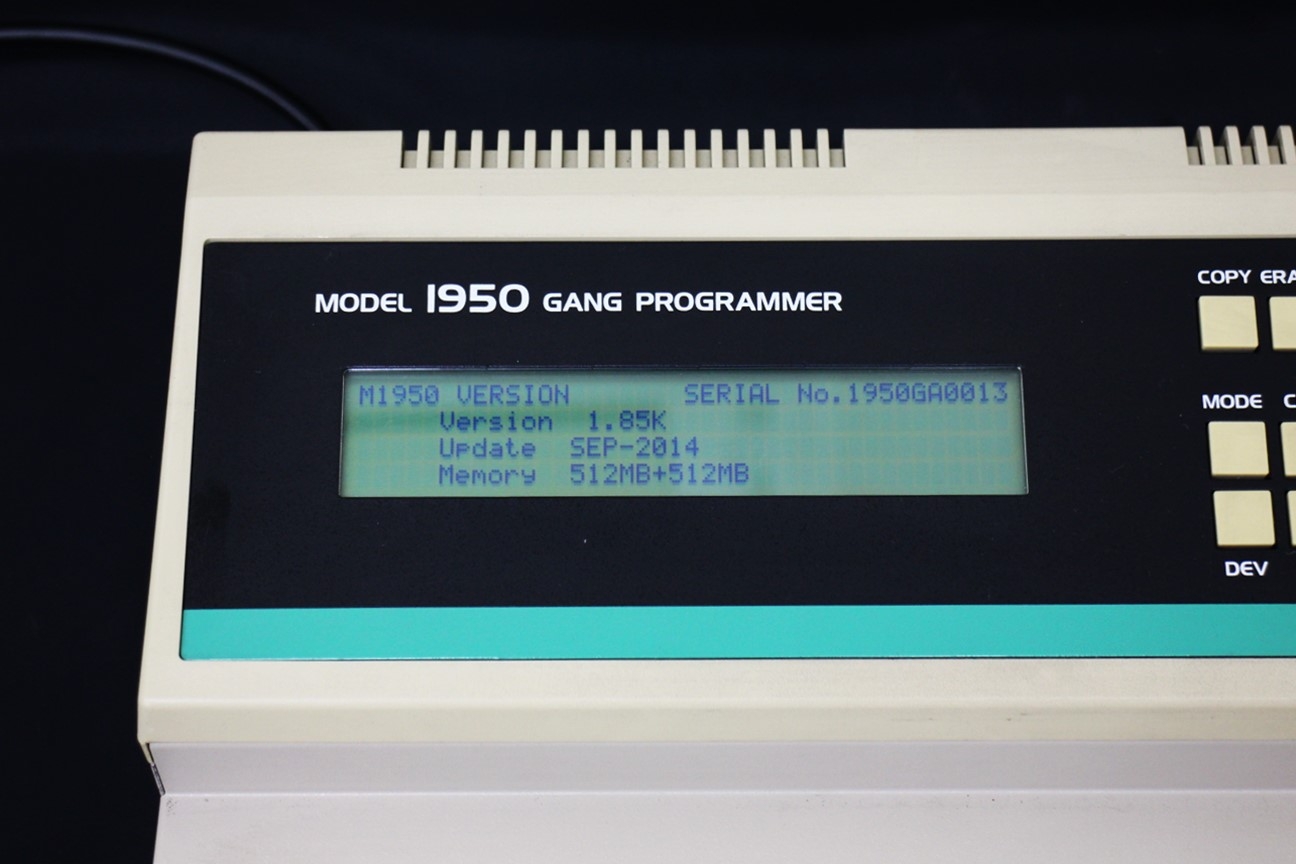 COPY ERA
MODEL 1950 GANG PROGRAMMER
M1950 VERSION SERIAL No.1950GA0013
Version 1.85K
Update SEP-2014
Memory 512MB+512MB
MODE C
DEV